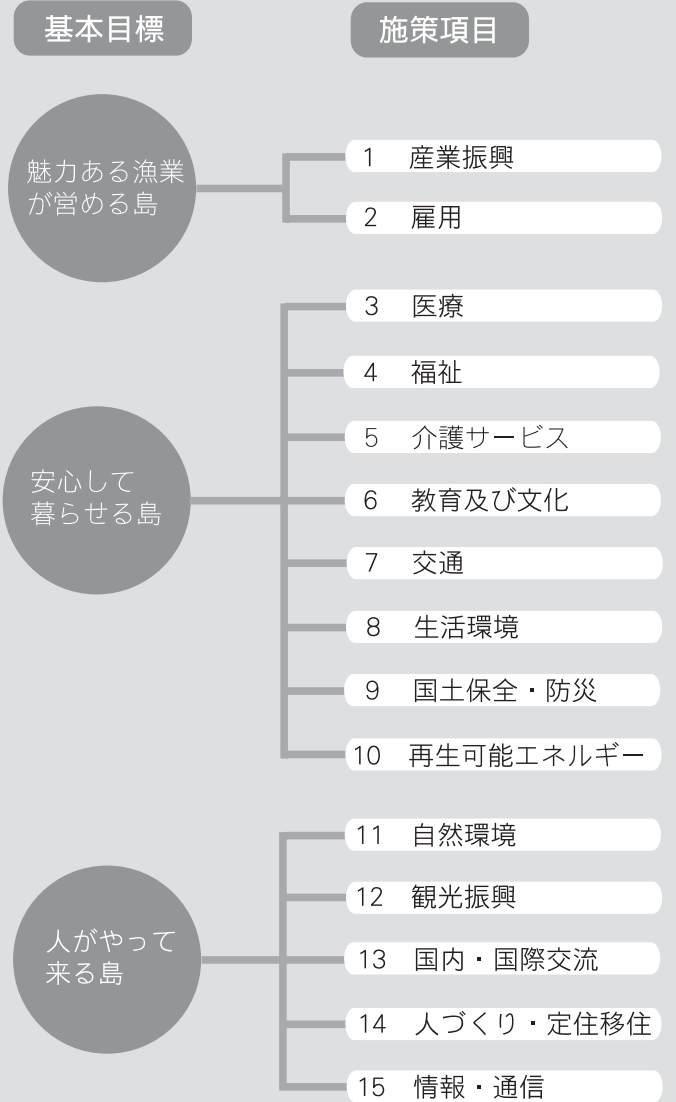 基本目標
施策項目
魅力ある漁業
が営める島
1 産業振興
2 雇用
安心して
暮らせる島
3 医療
4 福祉
5 介護サービス
6 教育及び文化
7 交通
8 生活環境
9 国土保全・防災
10 再生可能エネルギー
人がやって
来る島
11 自然環境
12 観光振興
13 国内・国際交流
14 人づくり・定住移住
15 情報・通信